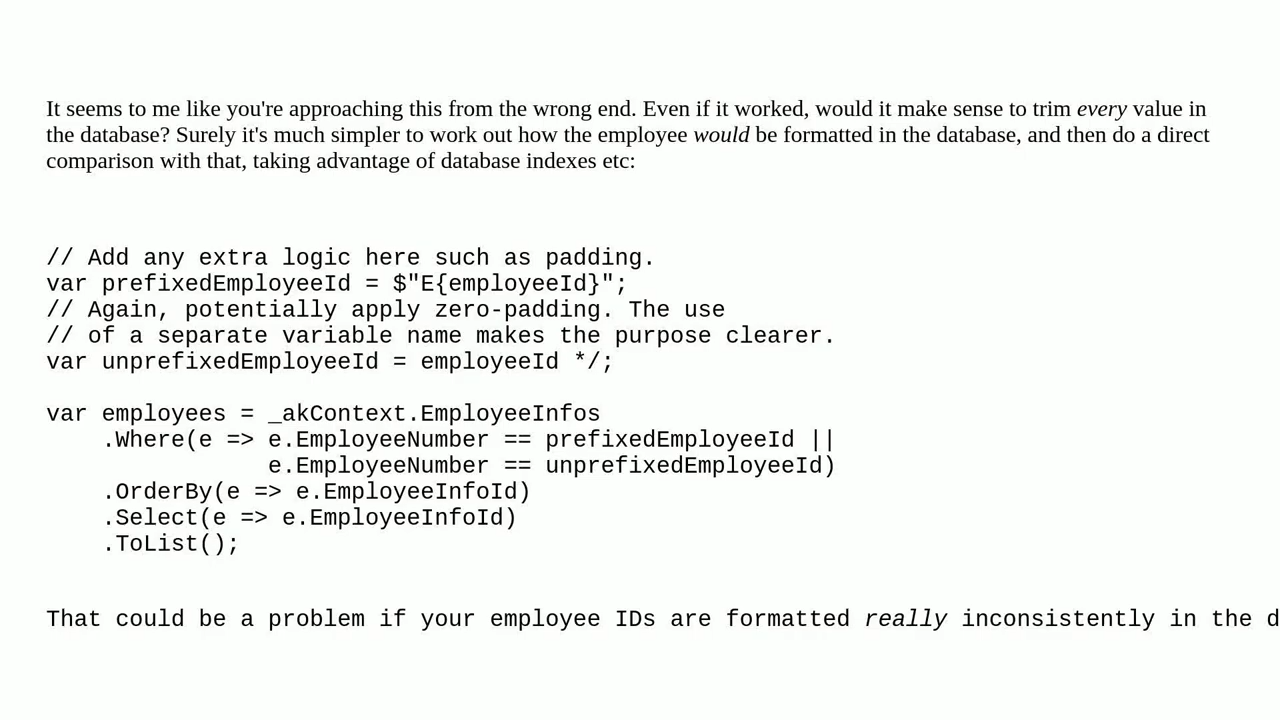 It seems to me like you're approaching this from the wrong end. Even if it worked, would it make sense to trim every value in
the database? Surely it's much simpler to work out how the employee would be formatted in the database, and then do a direct
comparison with that, taking advantage of database indexes etc:
// Add any extra logic here such as padding.
var prefixedEmployeeId = $"E{employeeId}";
// Again, potentially apply zero-padding. The use
// of a separate variable name makes the purpose clearer.
var unprefixedEmployeeId = employeeId */;
var employees = _akContext.EmployeeInfos
    .Where(e => e.EmployeeNumber == prefixedEmployeeId ||
                e.EmployeeNumber == unprefixedEmployeeId)
    .OrderBy(e => e.EmployeeInfoId)
    .Select(e => e.EmployeeInfoId)
    .ToList();
That could be a problem if your employee IDs are formatted really inconsistently in the d